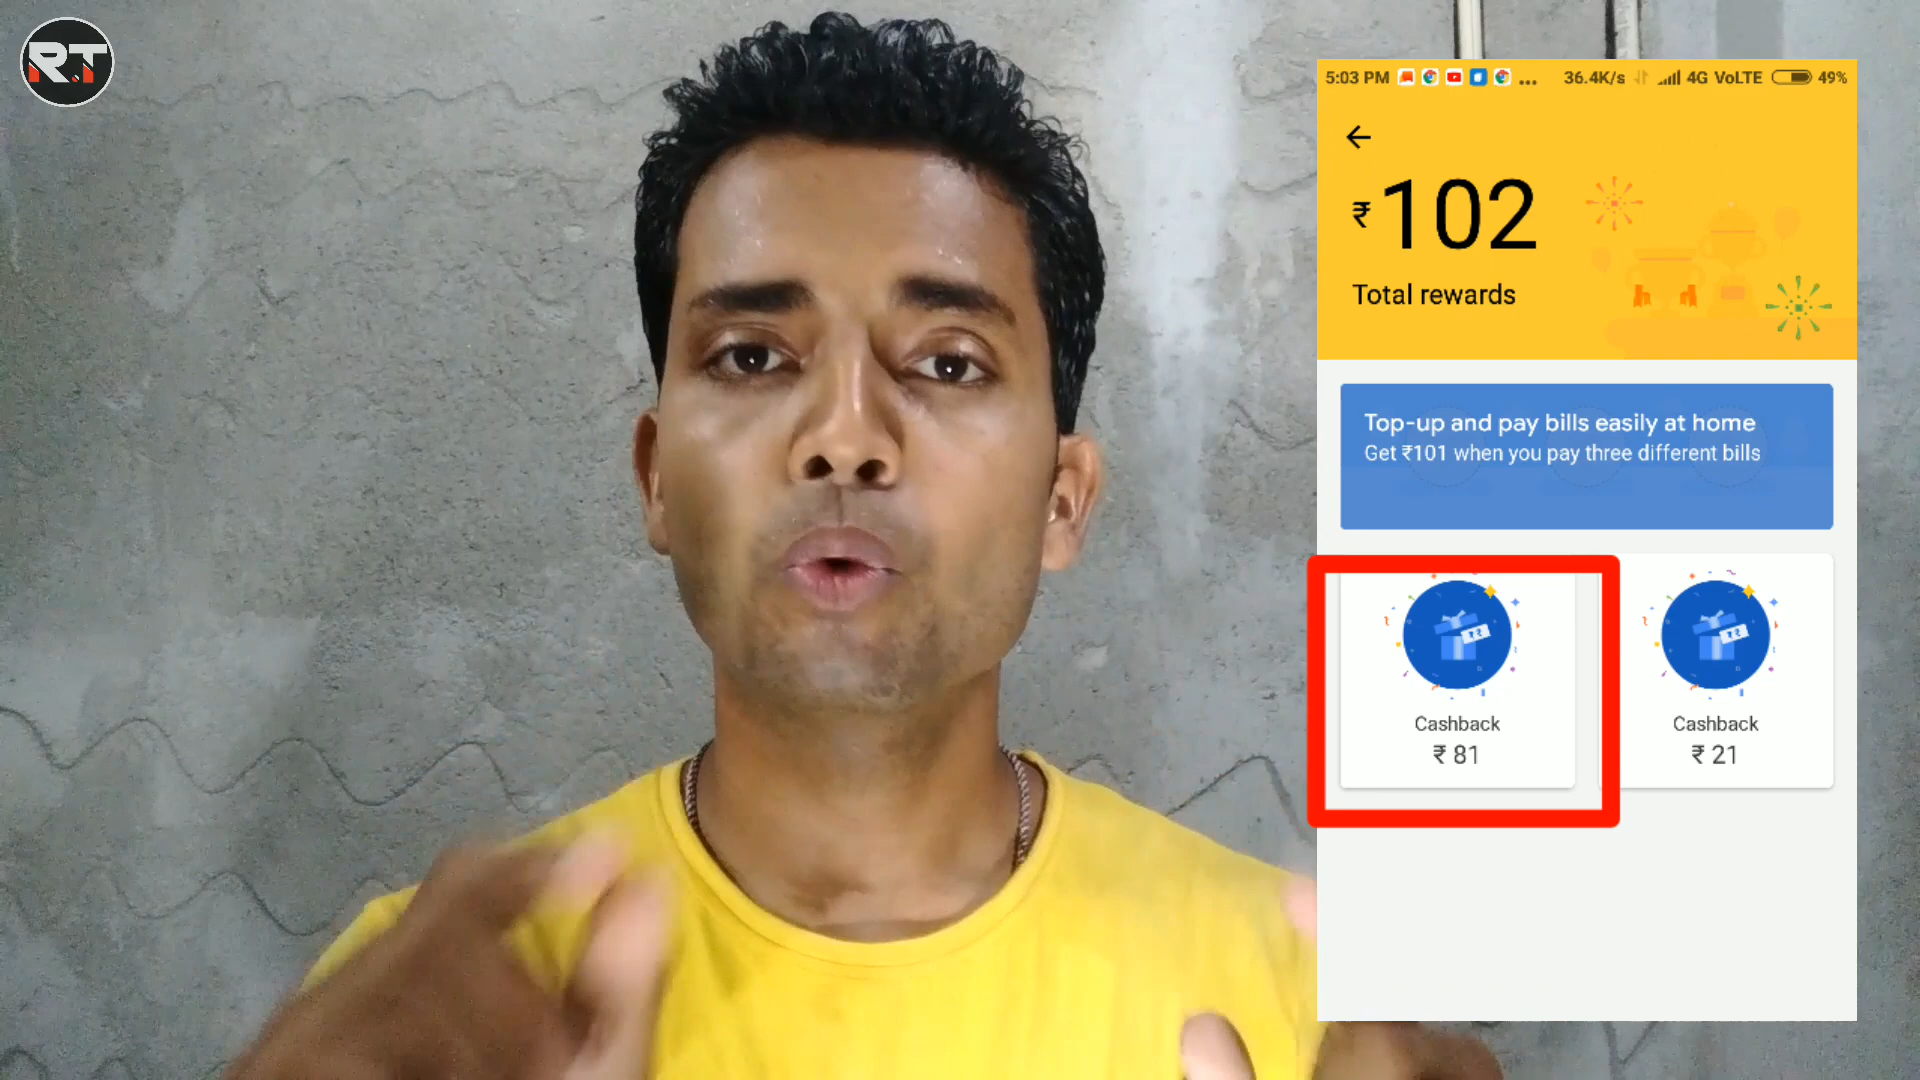 R.T
5:03 PM ... 36.4K/s 4G VoLTE 49%
₹102
Total rewards
Top-up and pay bills easily at home
Get ₹101 when you pay three different bills
Cashback
₹ 81
Cashback
₹ 21